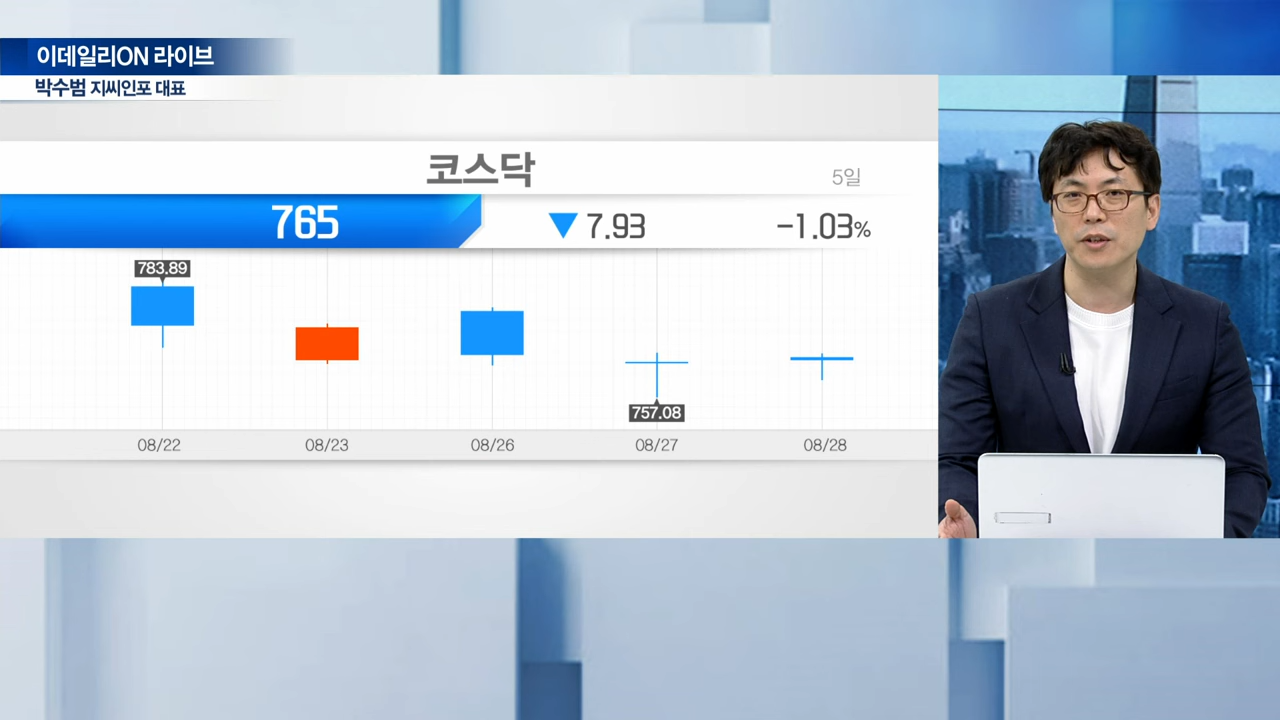 이데일리ON 라이브
박수범 지씨인포 대표
코스닥
5일
765 ▼ 7.93 -1.03%
783.89
757.08
08/22 08/23 08/26 08/27 08/28